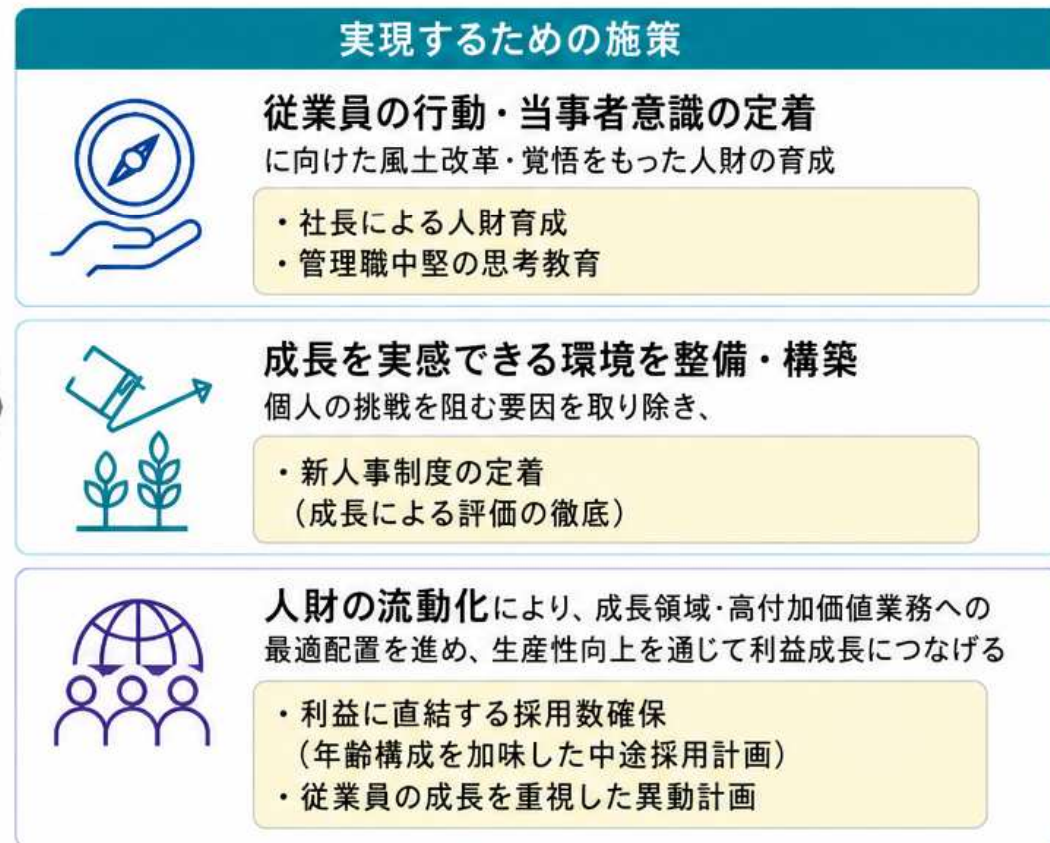 実現するための施策
従業員の行動・当事者意識の定着
に向けた風土改革・覚悟をもった人財の育成
・社長による人財育成
・管理職中堅の思考教育
成長を実感できる環境を整備・構築
個人の挑戦を阻む要因を取り除き、
・新人事制度の定着
（成長による評価の徹底）
人財の流動化により、成長領域・高付加価値業務への
最適配置を進め、生産性向上を通じて利益成長につなげる
・利益に直結する採用数確保
（年齢構成を加味した中途採用計画）
・従業員の成長を重視した異動計画